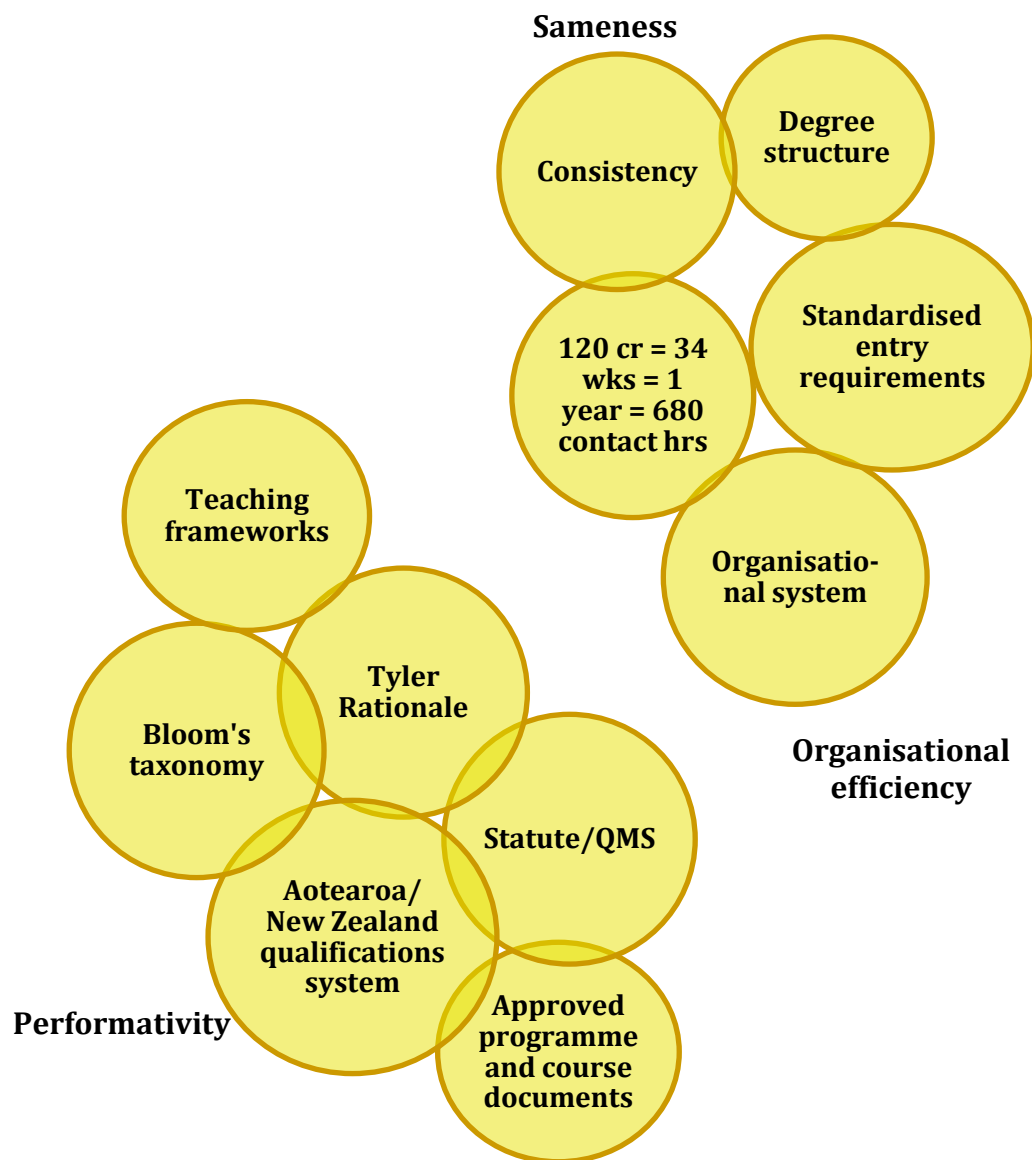 Sameness
Degree
structure
Consistency
Standardised
entry
requirements
120 cr = 34
wks = 1
year = 680
contact hrs
Organisatio-
nal system
Organisational
efficiency
Teaching
frameworks
Tyler
Rationale
Bloom's
taxonomy
Statute/QMS
Aotearoa/
New Zealand
qualifications
system
Approved
programme
and course
documents
Performativity